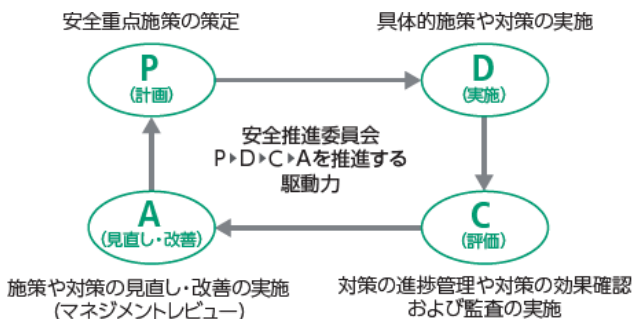 安全重点施策の策定
具体的施策や対策の実施
P
(計画)
D
(実施)
安全推進委員会
P▶D▶C▶Aを推進する
駆動力
A
(見直し・改善)
C
(評価)
施策や対策の見直し・改善の実施
(マネジメントレビュー)
対策の進捗管理や対策の効果確認
および監査の実施